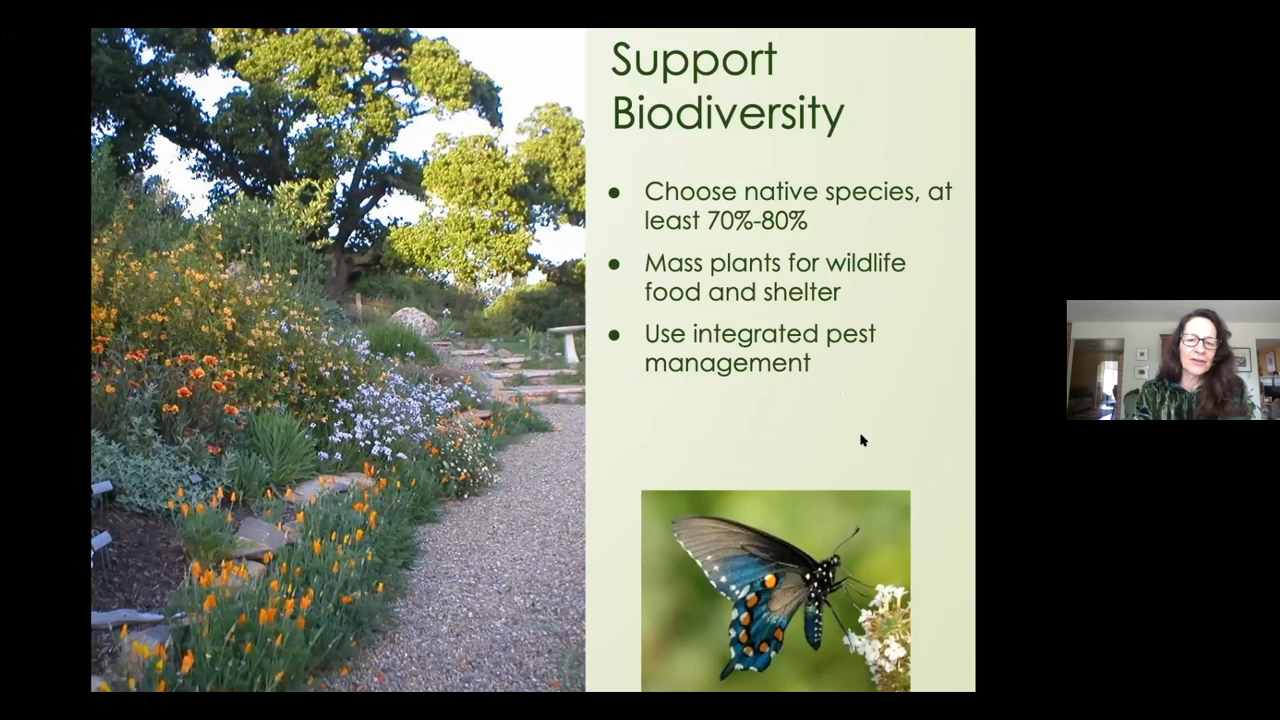 Support
Biodiversity
● Choose native species, at
least 70%-80%
● Mass plants for wildlife
food and shelter
● Use integrated pest
management